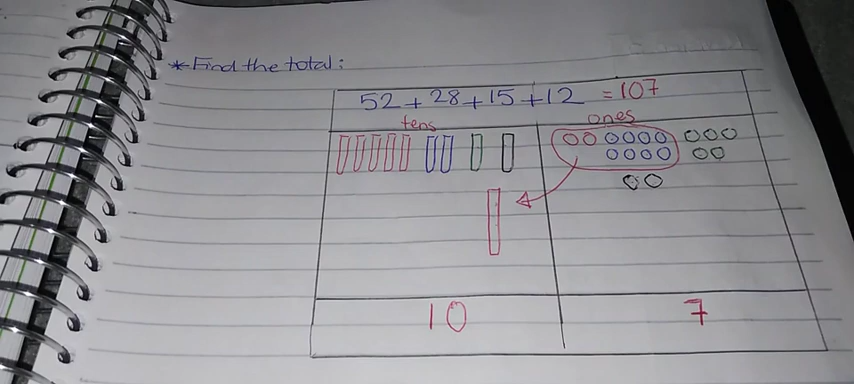 *Find the total:
52+28+15+12 =107
tens ones
10 7